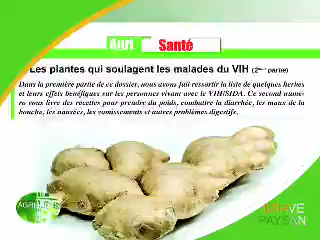 Agri Santé
Les plantes qui soulagent les malades du VIH (2ème partie)
Dans la première partie de ce dossier, nous avons fait ressortir la liste de quelques herbes
et leurs effets bénéfiques sur les personnes vivant avec le VIH/SIDA. Ce second numé-
ro vous livre des recettes pour prendre du poids, combattre la diarrhée, les maux de la
bouche, les nausées, les vomissements et autres problèmes digestifs.
BRAVE
PAYSAN